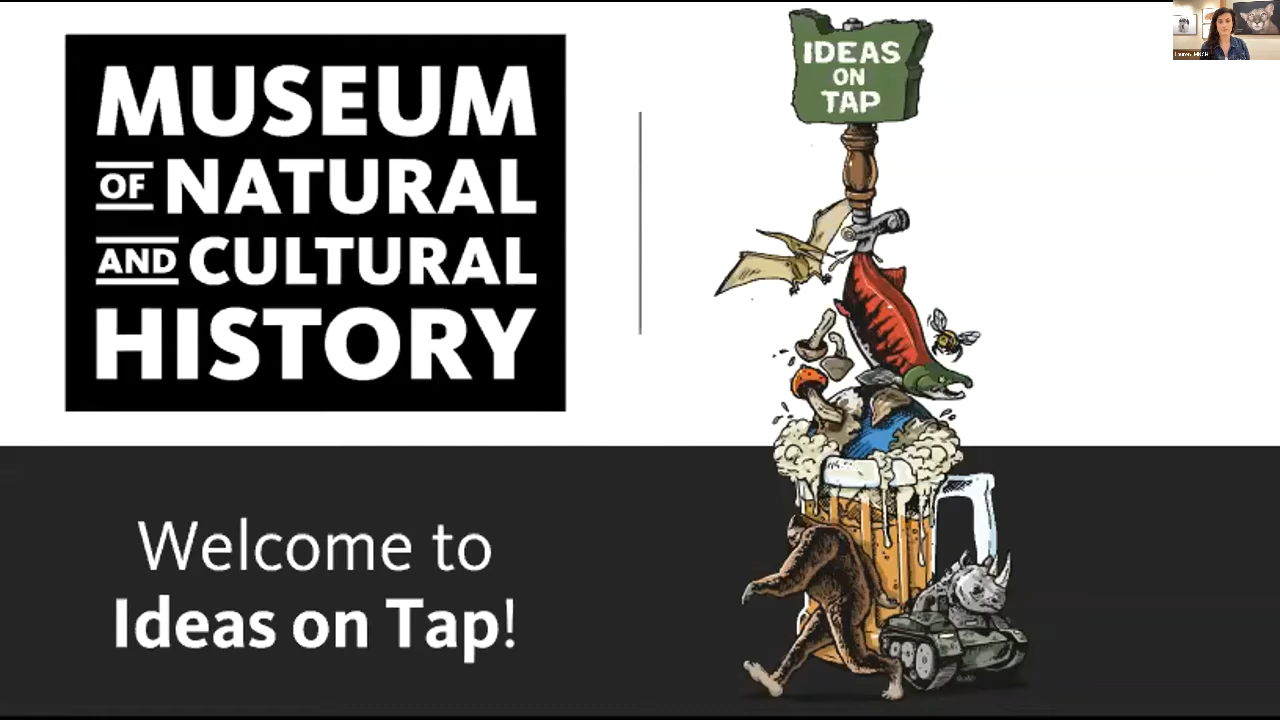 MUSEUM
OF NATURAL
AND CULTURAL
HISTORY
IDEAS
ON
TAP
Welcome to
Ideas on Tap!